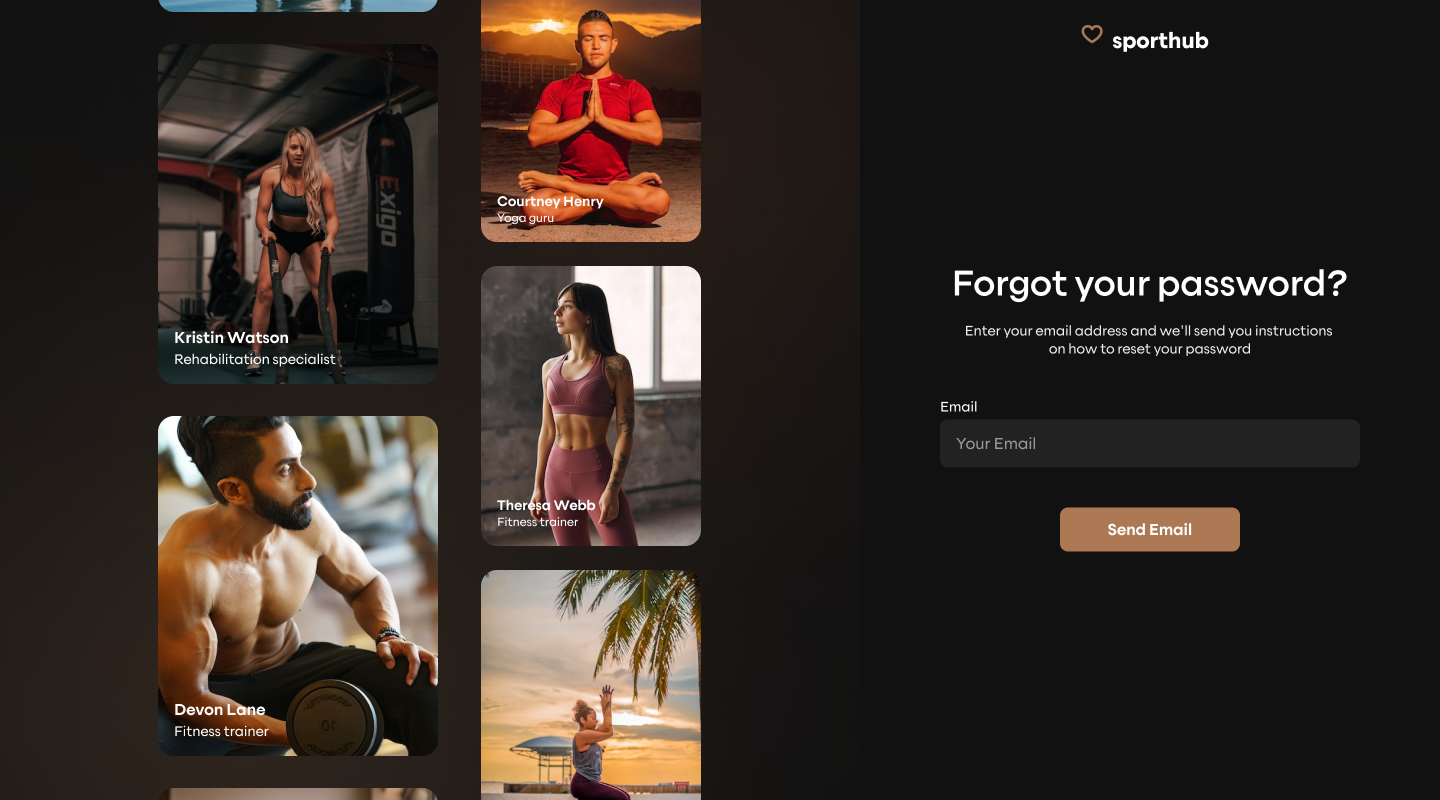 Exigo
Kristin Watson
Rehabilitation specialist
Devon Lane
Fitness trainer
10
Courtney Henry
Yoga guru
Theresa Webb
Fitness trainer
sporthub
Forgot your password?
Enter your email address and we'll send you instructions
on how to reset your password
Email
Your Email
Send Email